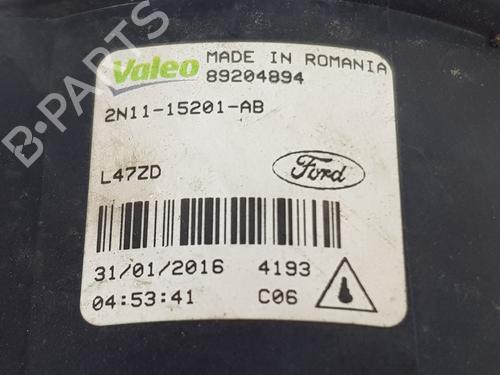 B-PARTS
Valeo MADE IN ROMANIA
89204894
2N11-15201-AB
L47ZD
Ford
31/01/2016 4193
04:53:41 C06